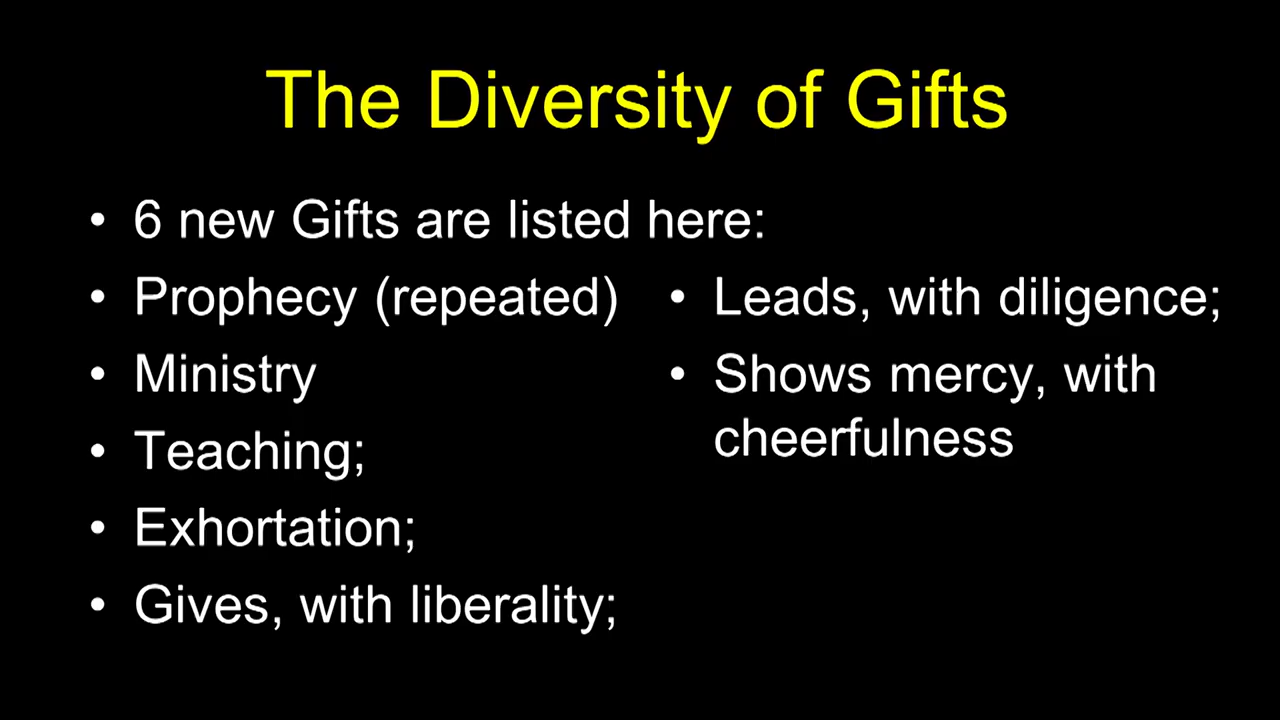 The Diversity of Gifts
• 6 new Gifts are listed here:
• Prophecy (repeated)
• Ministry
• Teaching;
• Exhortation;
• Gives, with liberality;
• Leads, with diligence;
• Shows mercy, with
cheerfulness